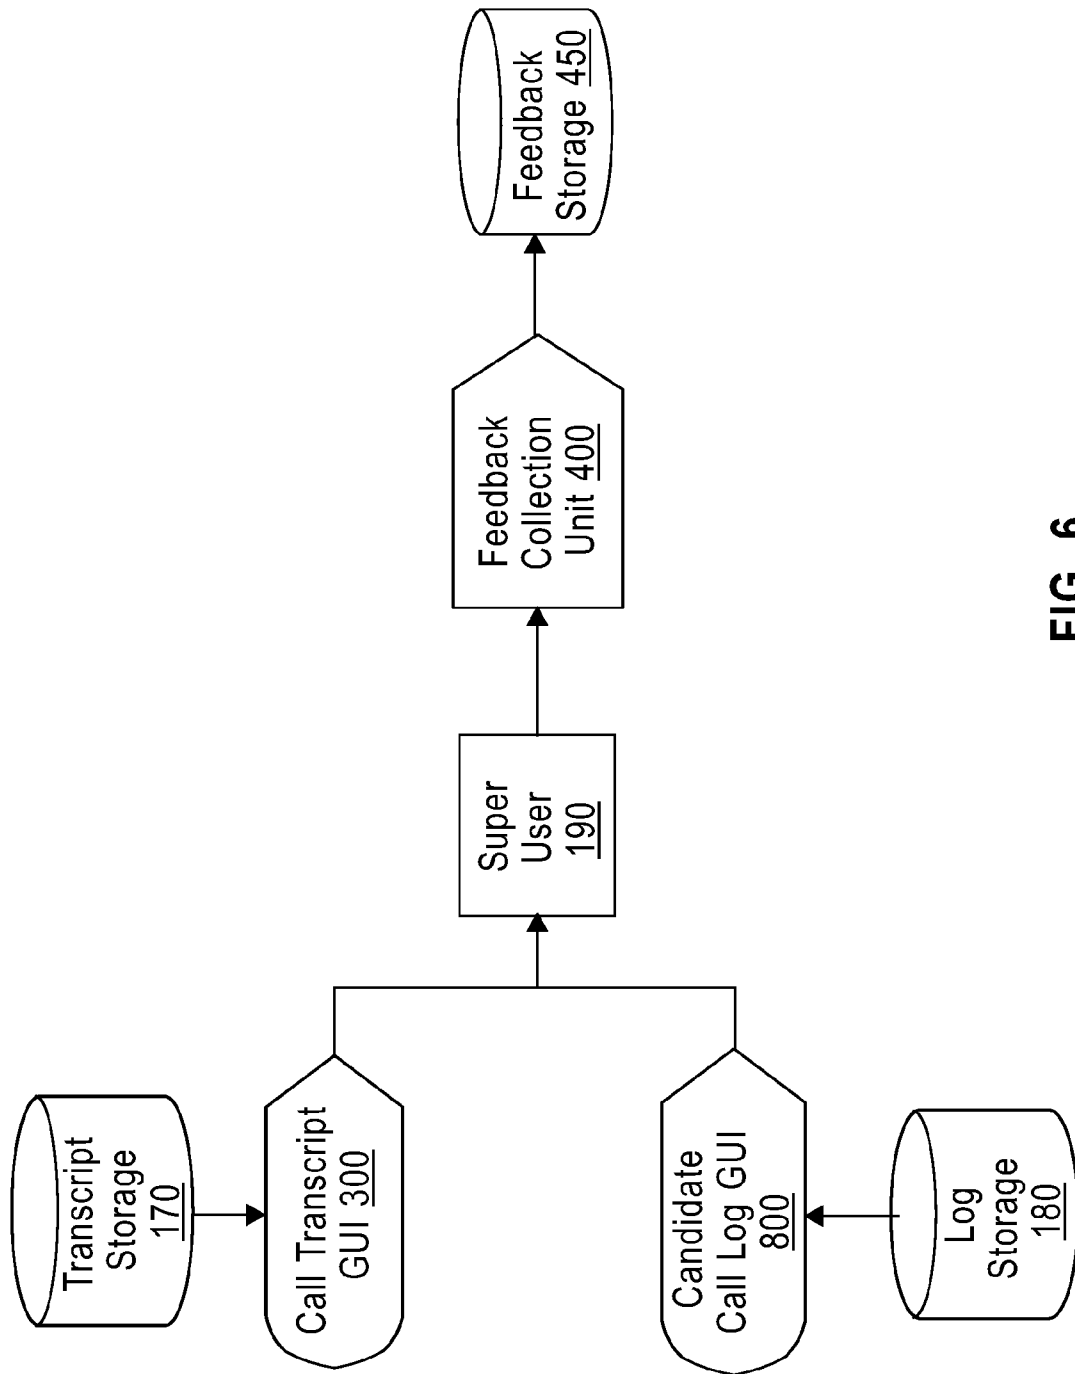 Transcript
Storage
170
Call Transcript
GUI 300
Candidate
Call Log GUI
800
Log
Storage
180
Super
User
190
Feedback
Collection
Unit 400
Feedback
Storage 450
FIG. 6